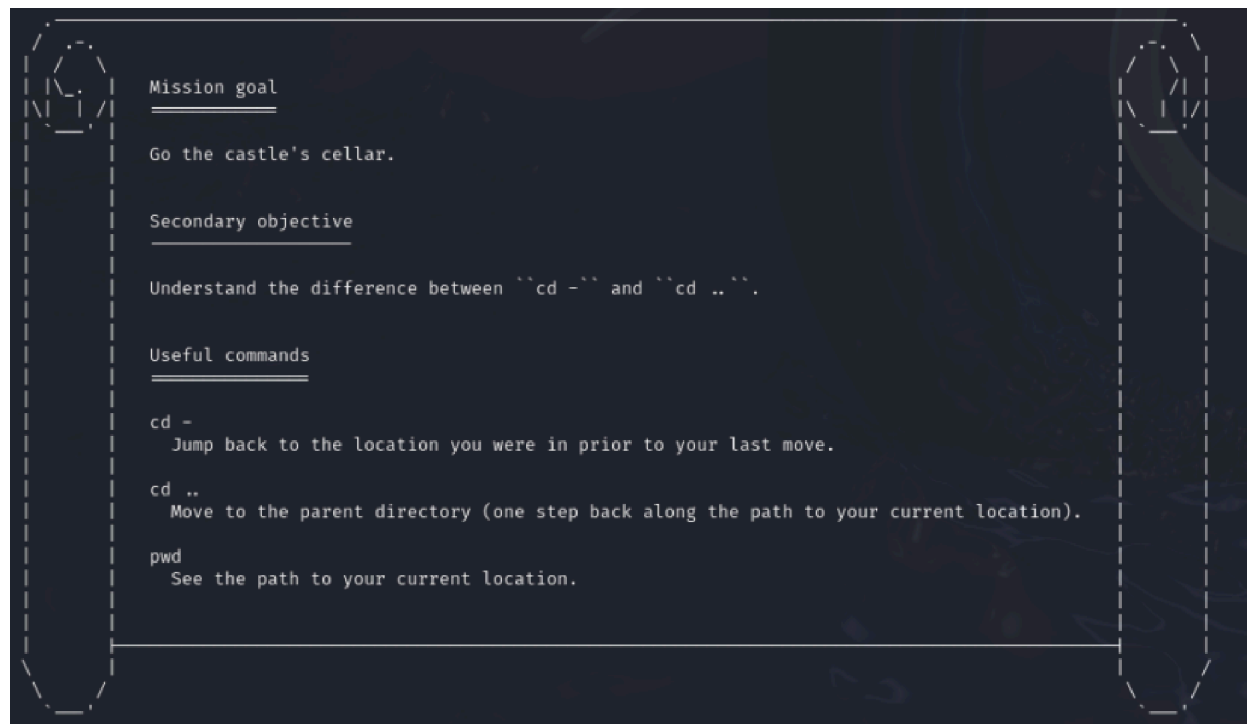 Mission goal
Go the castle's cellar.
Secondary objective
Understand the difference between ``cd -`` and ``cd ..``.
Useful commands
cd -
Jump back to the location you were in prior to your last move.
cd ..
Move to the parent directory (one step back along the path to your current location).
pwd
See the path to your current location.